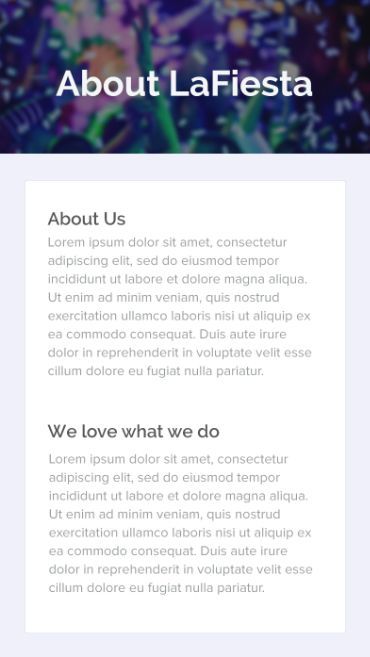 About LaFiesta
About Us
Lorem ipsum dolor sit amet, consectetur
adipiscing elit, sed do eiusmod tempor
incididunt ut labore et dolore magna aliqua.
Ut enim ad minim veniam, quis nostrud
exercitation ullamco laboris nisi ut aliquip ex
ea commodo consequat. Duis aute irure
dolor in reprehenderit in voluptate velit esse
cillum dolore eu fugiat nulla pariatur.
We love what we do
Lorem ipsum dolor sit amet, consectetur
adipiscing elit, sed do eiusmod tempor
incididunt ut labore et dolore magna aliqua.
Ut enim ad minim veniam, quis nostrud
exercitation ullamco laboris nisi ut aliquip ex
ea commodo consequat. Duis aute irure
dolor in reprehenderit in voluptate velit esse
cillum dolore eu fugiat nulla pariatur.